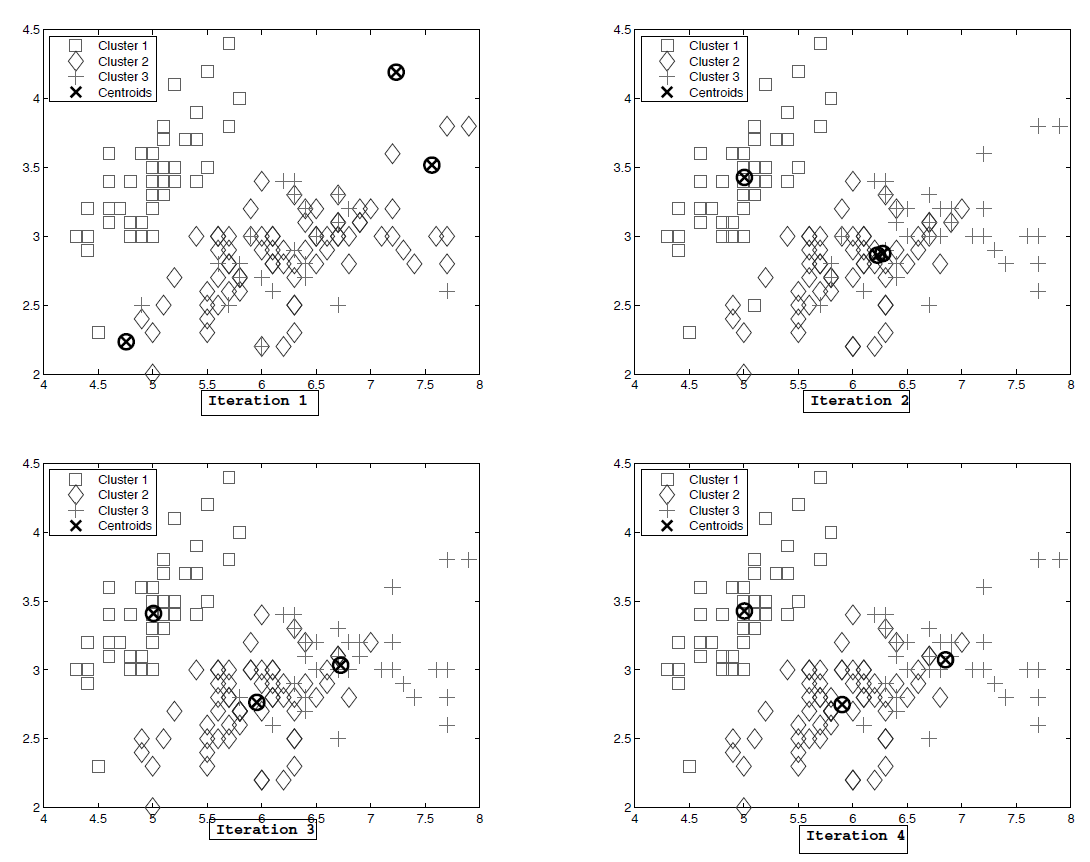 4.5
Cluster 1
Cluster 2
Cluster 3
Centroids
4
3.5
3
2.5
2
4 4.5 5 5.5 6 6.5 7 7.5 8
Iteration 1
4.5
Cluster 1
Cluster 2
Cluster 3
Centroids
4
3.5
3
2.5
2
4 4.5 5 5.5 6 6.5 7 7.5 8
Iteration 2
4.5
Cluster 1
Cluster 2
Cluster 3
Centroids
4
3.5
3
2.5
2
4 4.5 5 5.5 6 6.5 7 7.5 8
Iteration 3
4.5
Cluster 1
Cluster 2
Cluster 3
Centroids
4
3.5
3
2.5
2
4 4.5 5 5.5 6 6.5 7 7.5 8
Iteration 4